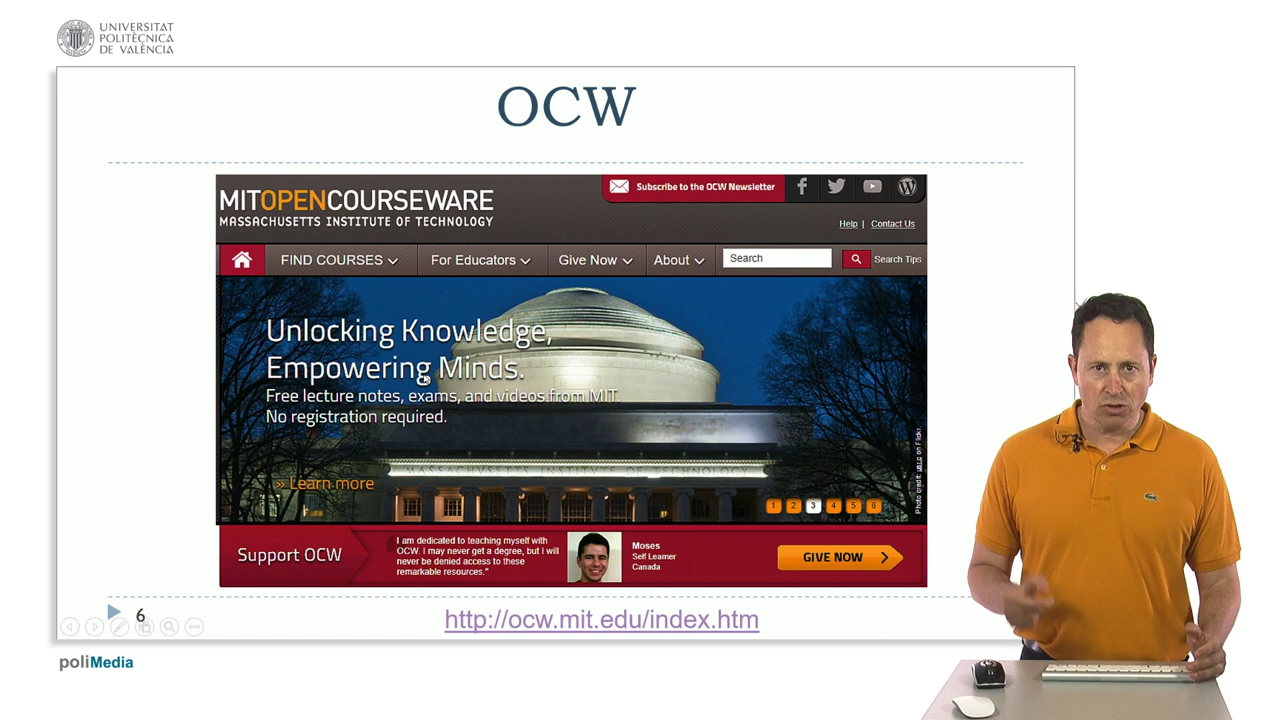 UNIVERSITAT
POLITÈCNICA
DE VALÈNCIA
OCW
Subscribe to the OCW Newsletter
MITOPENCOURSEWARE
MASSACHUSETTS INSTITUTE OF TECHNOLOGY
Help | Contact Us
FIND COURSES For Educators Give Now About Search Search Tips
Unlocking Knowledge,
Empowering Minds.
Free lecture notes, exams, and videos from MIT.
No registration required.
MASSACHUSETTS INSTITUTE OF TECHNOLOGY
» Learn more
1 2 3 4 5 6
Support OCW
I am dedicated to teaching myself with
OCW. I may never get a degree, but I will
never be denied access to these
remarkable resources."
Moses
Self Learner
Canada
GIVE NOW
6
http://ocw.mit.edu/index.htm
poliMedia